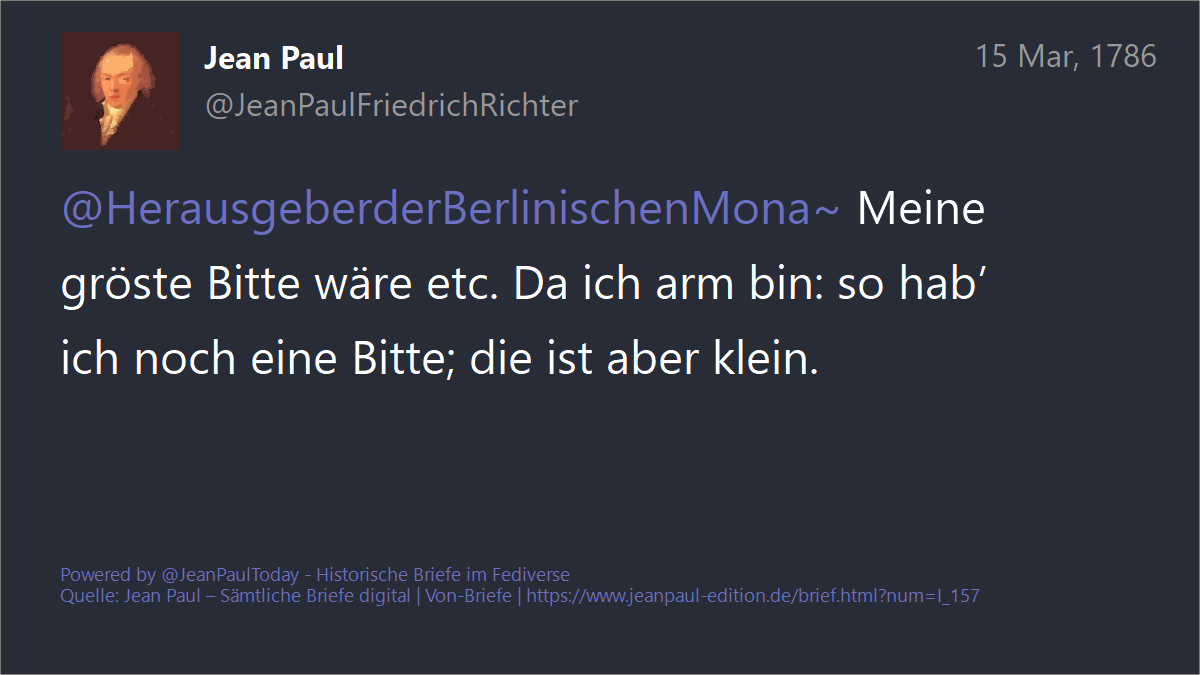 Jean Paul
15 Mar, 1786
@JeanPaulFriedrichRichter
@HerausgeberderBerlinischenMona~ Meine
gröste Bitte wäre etc. Da ich arm bin: so hab’
ich noch eine Bitte; die ist aber klein.
Powered by @JeanPaulToday - Historische Briefe im Fediverse
Quelle: Jean Paul – Sämtliche Briefe digital | Von-Briefe | https://www.jeanpaul-edition.de/brief.html?num=I_157